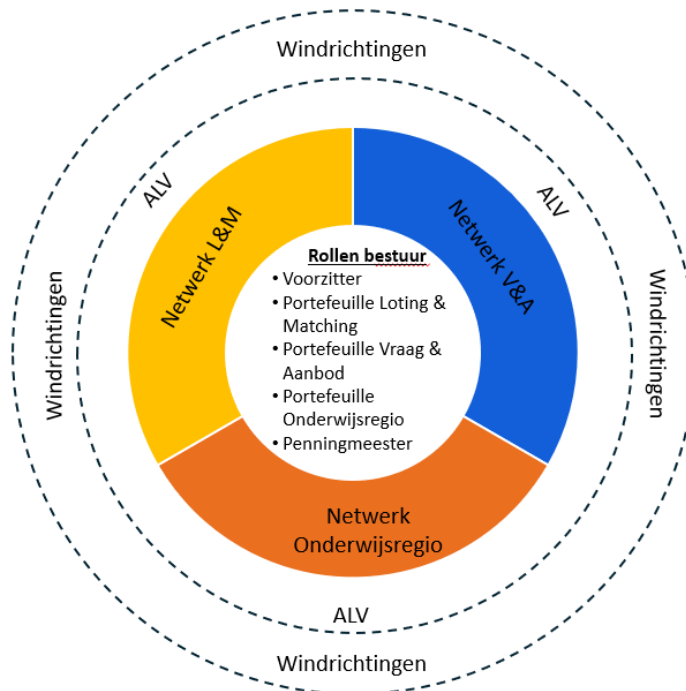 Windrichtingen
ALV
ALV
Netwerk L&M
Netwerk V&A
Windrichtingen
Windrichtingen
Rollen bestuur
• Voorzitter
• Portefeuille Loting &
Matching
• Portefeuille Vraag &
Aanbod
• Portefeuille
Onderwijsregio
• Penningmeester
Netwerk
Onderwijsregio
ALV
Windrichtingen